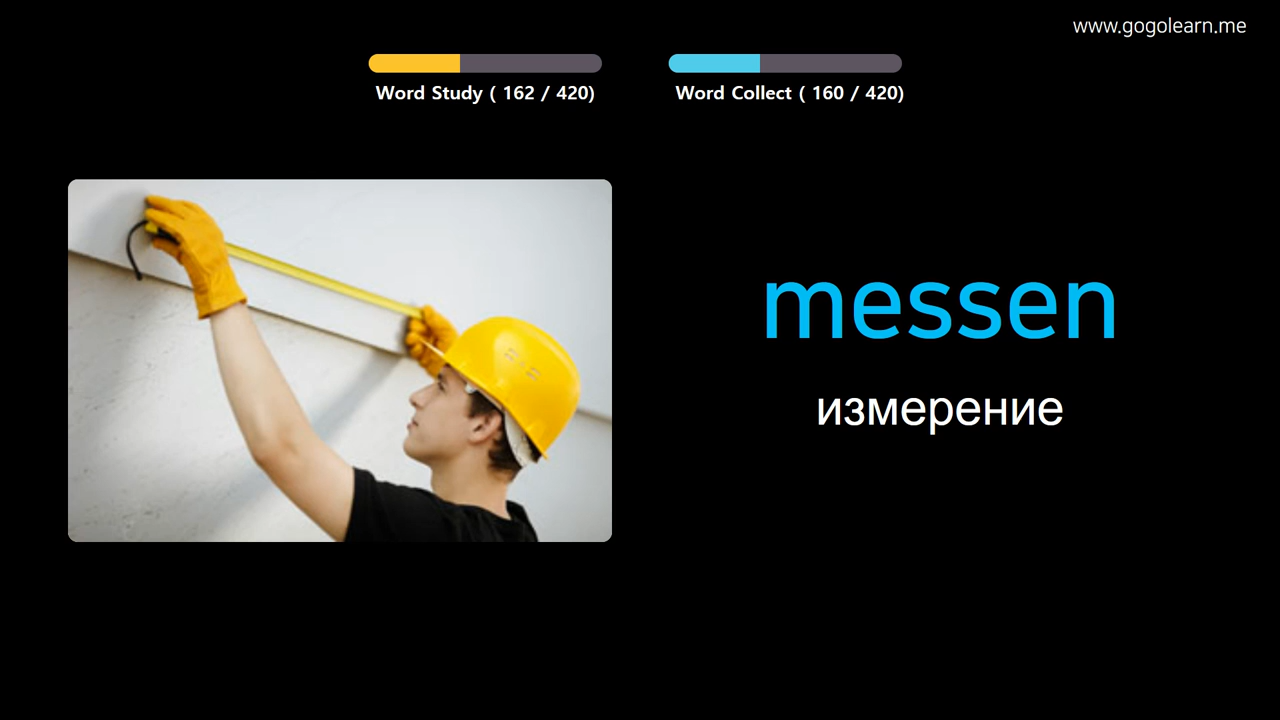 www.gogolearn.me
Word Study ( 162 / 420)
Word Collect ( 160 / 420)
messen
измерение